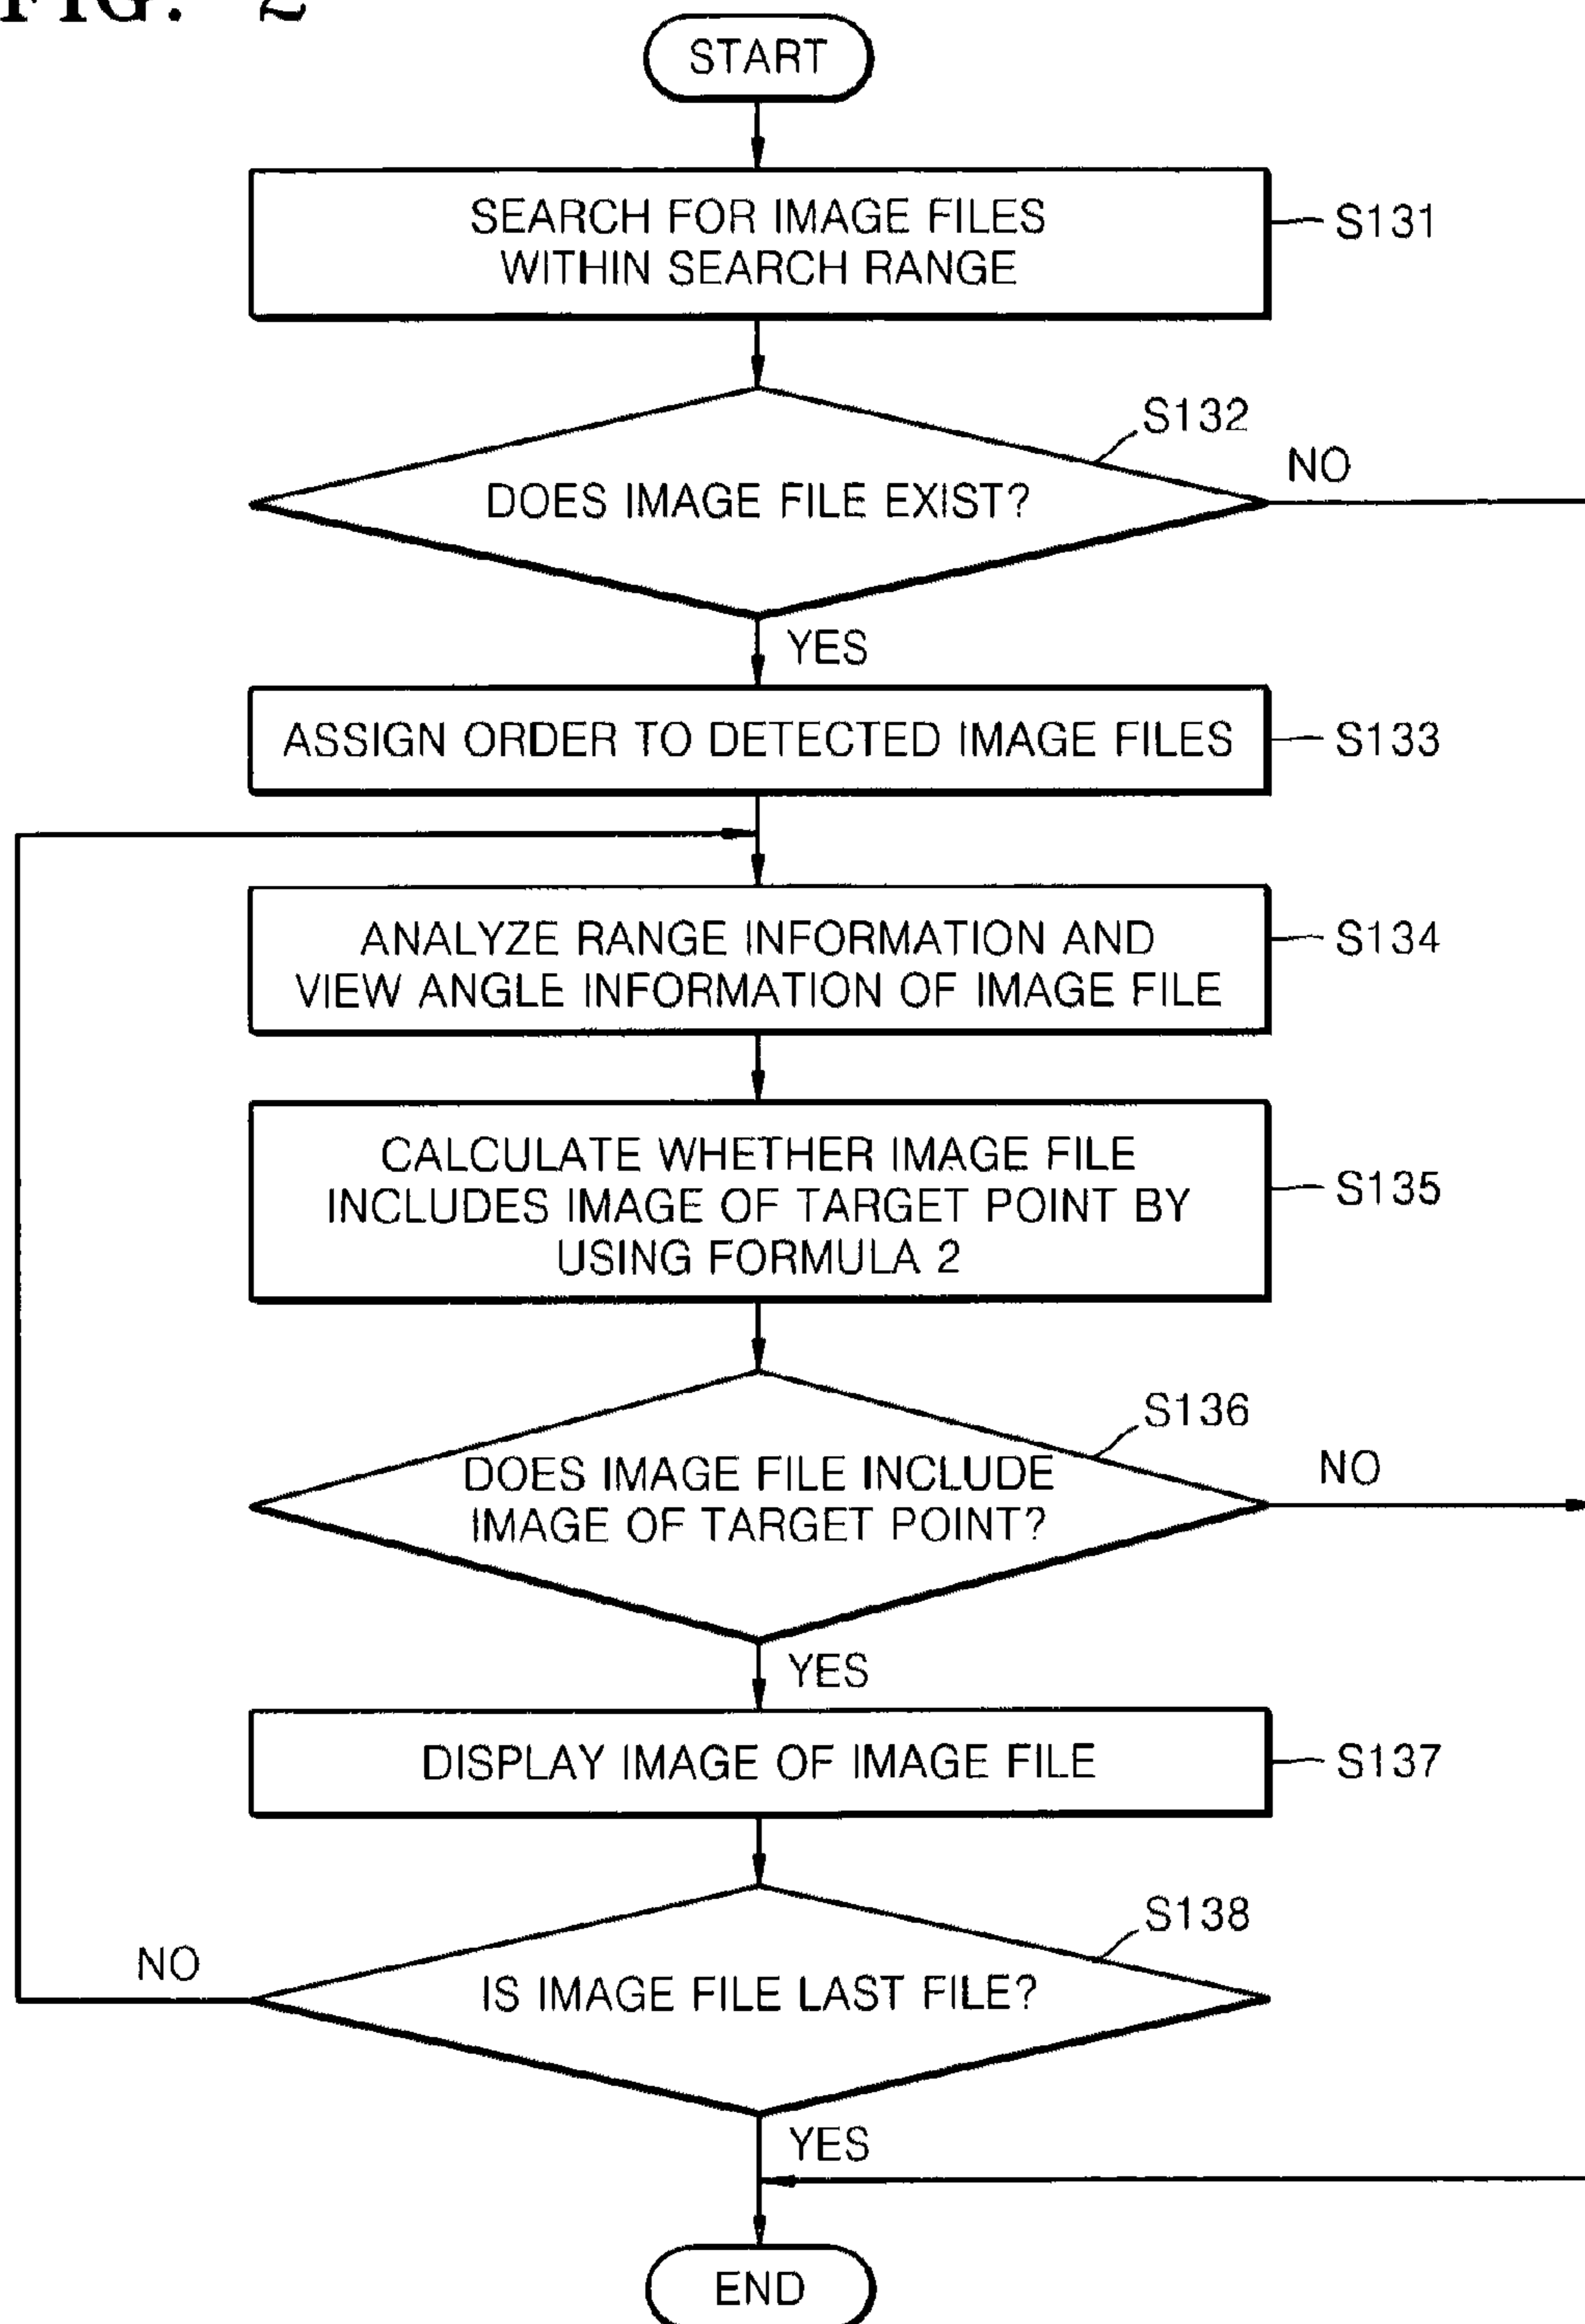 FIG. 2
START
SEARCH FOR IMAGE FILES
WITHIN SEARCH RANGE
S131
S132
DOES IMAGE FILE EXIST?
NO
YES
ASSIGN ORDER TO DETECTED IMAGE FILES
S133
ANALYZE RANGE INFORMATION AND
VIEW ANGLE INFORMATION OF IMAGE FILE
S134
CALCULATE WHETHER IMAGE FILE
INCLUDES IMAGE OF TARGET POINT BY
USING FORMULA 2
S135
S136
DOES IMAGE FILE INCLUDE
IMAGE OF TARGET POINT?
NO
YES
DISPLAY IMAGE OF IMAGE FILE
S137
S138
NO
IS IMAGE FILE LAST FILE?
YES
END